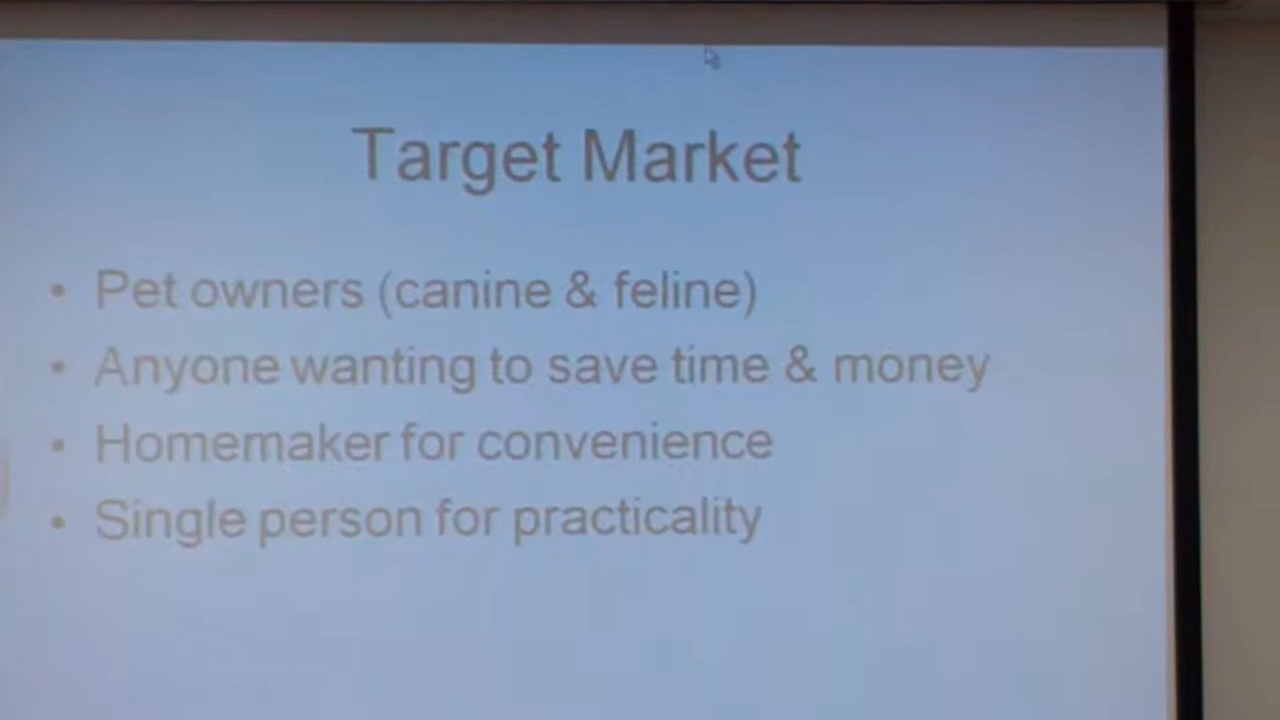 Target Market
• Pet owners (canine & feline)
• Anyone wanting to save time & money
• Homemaker for convenience
• Single person for practicality